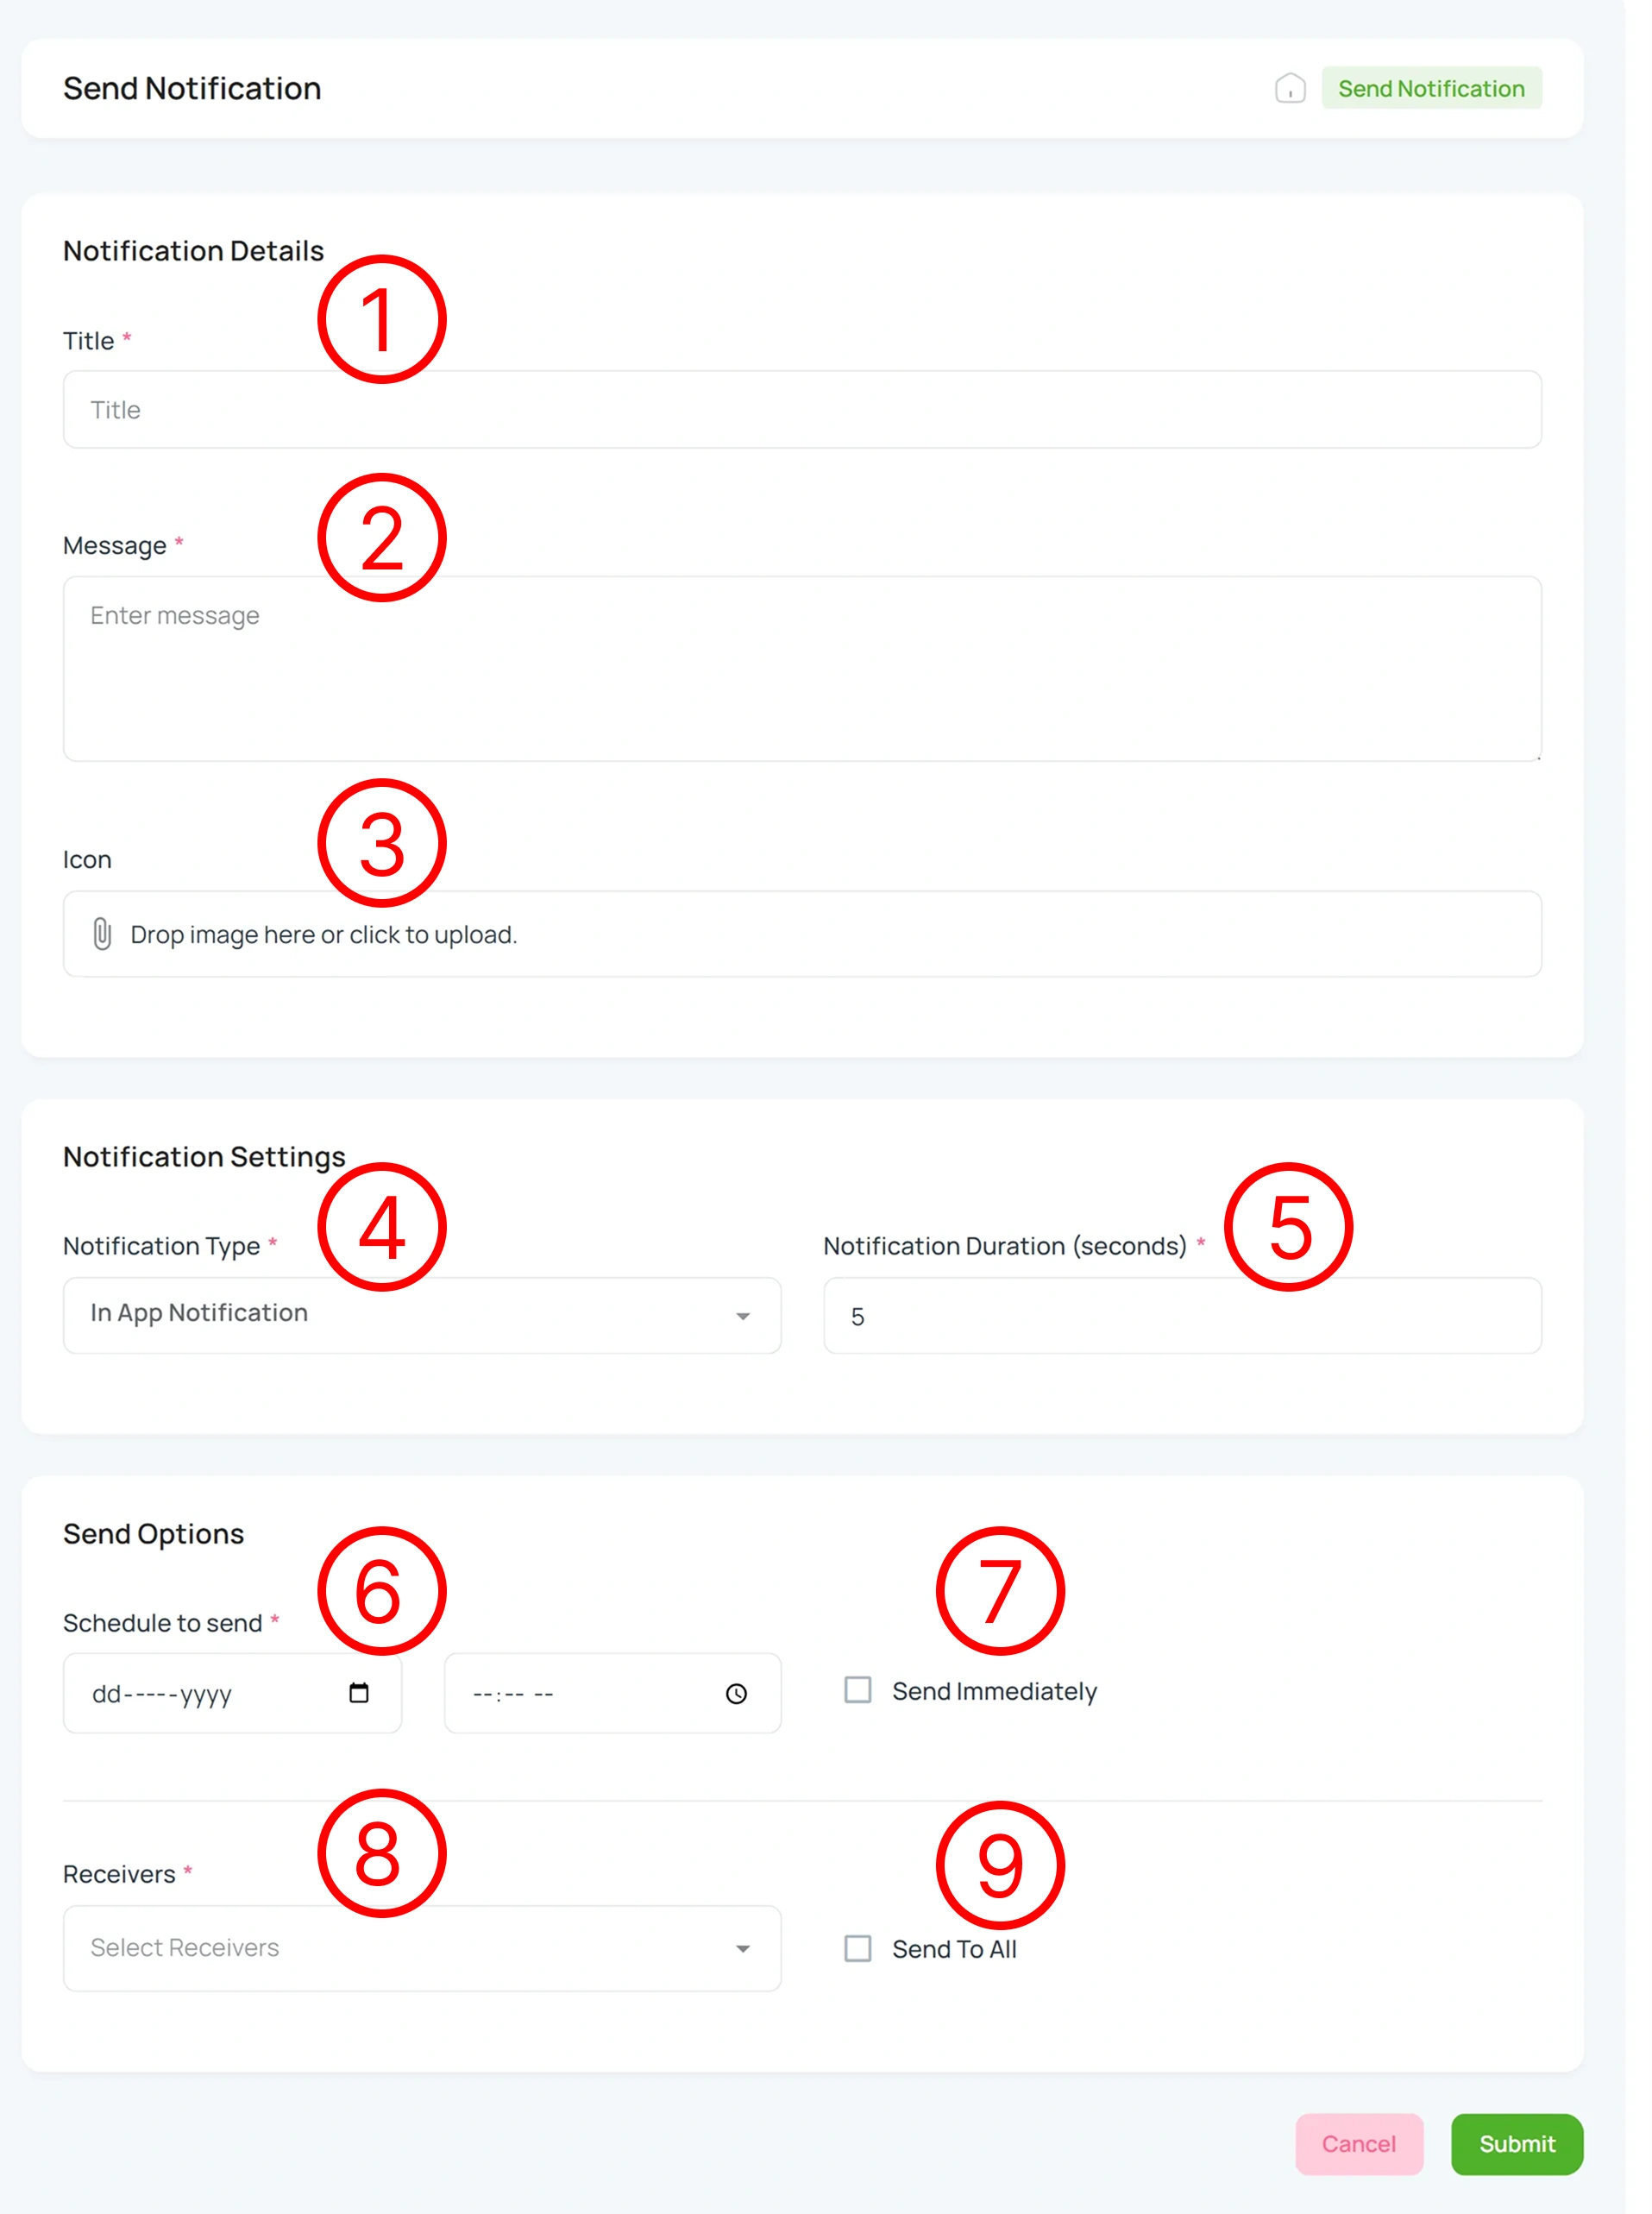 Send Notification
Send Notification
Notification Details
1
Title *
Title
2
Message *
Enter message
3
Icon
Drop image here or click to upload.
Notification Settings
4
5
Notification Type *
Notification Duration (seconds) *
In App Notification
5
Send Options
6
7
Schedule to send *
dd-----yyyy
--:-- --
Send Immediately
8
9
Receivers *
Select Receivers
Send To All
Cancel
Submit